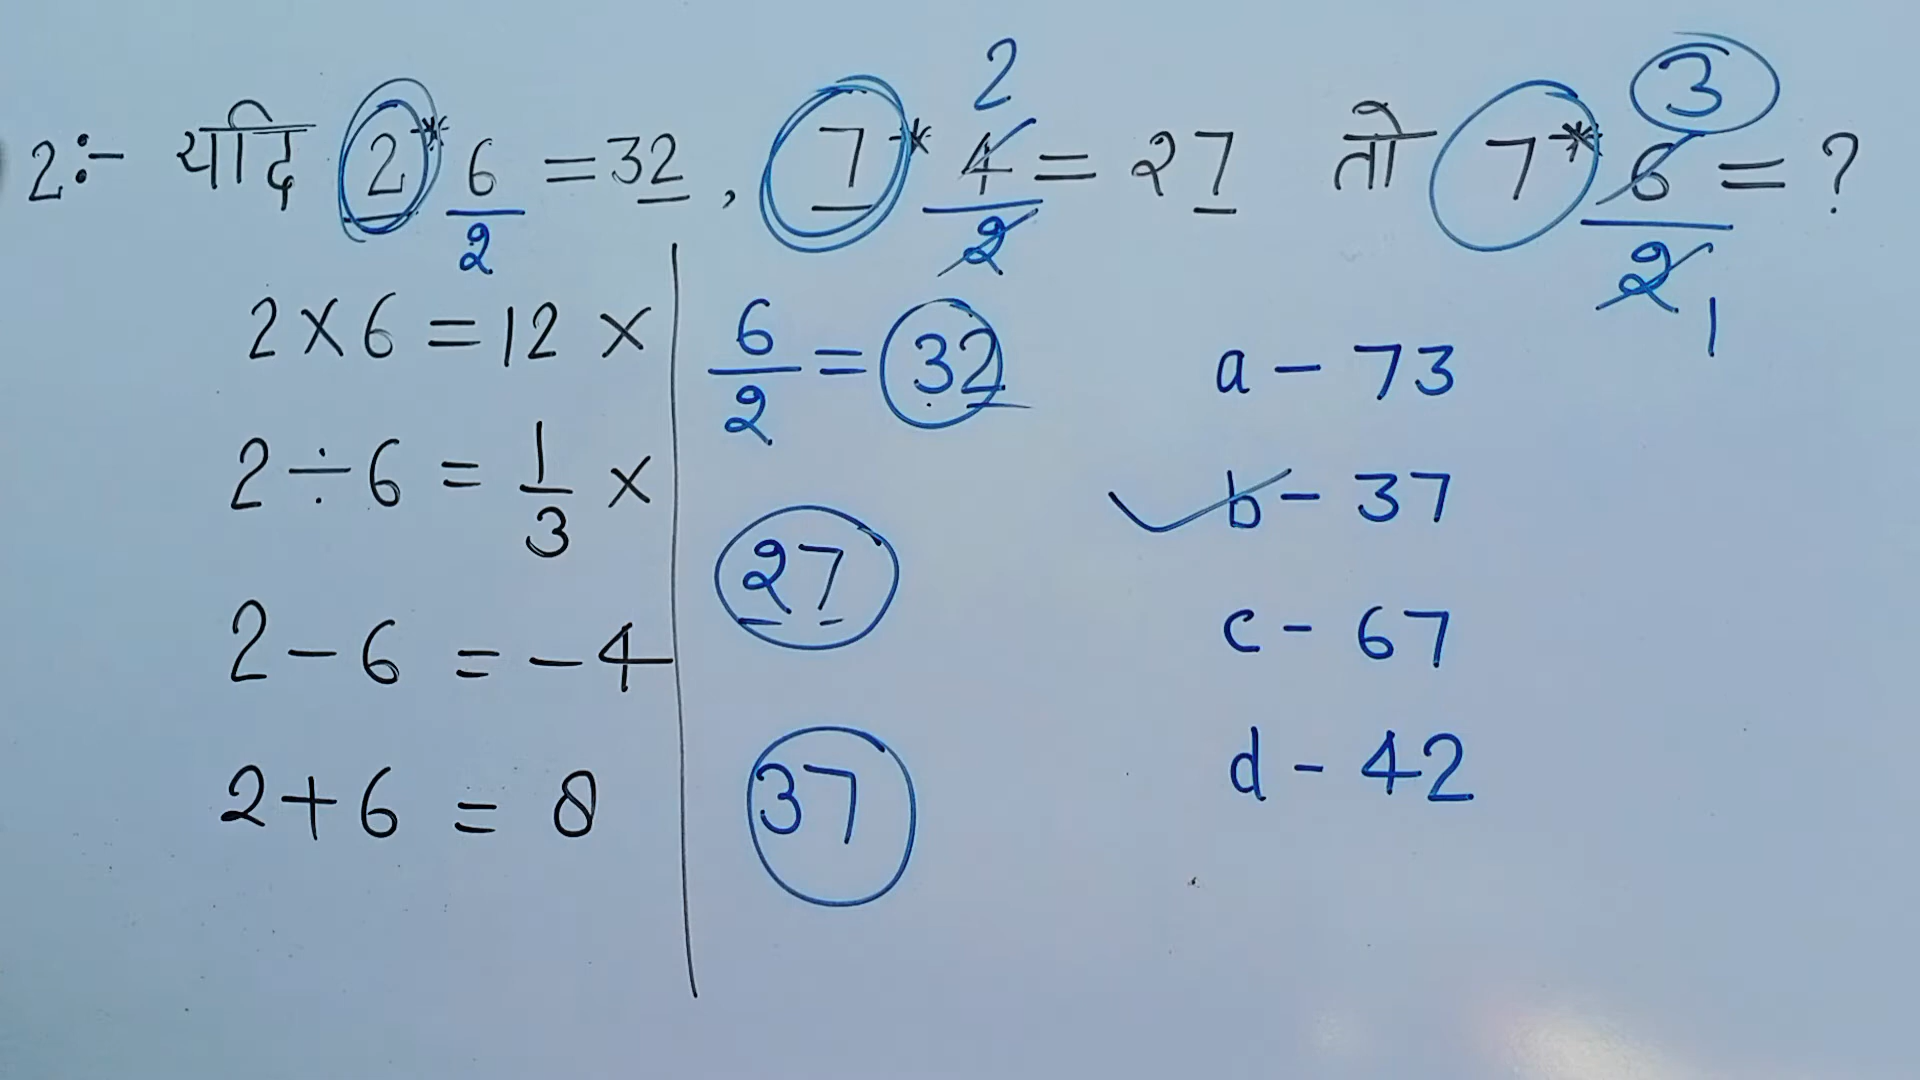 2:- यदि 2 * 6/2 = 32 , 7 * 4/2 2 = 27 तो 7 * 6/2 3 1 = ?
2 × 6 = 12 ×
2 ÷ 6 = 1/3 ×
2 - 6 = - 4
2 + 6 = 8
6/2 = 32
27
37
a - 73
b - 37
c - 67
d - 42